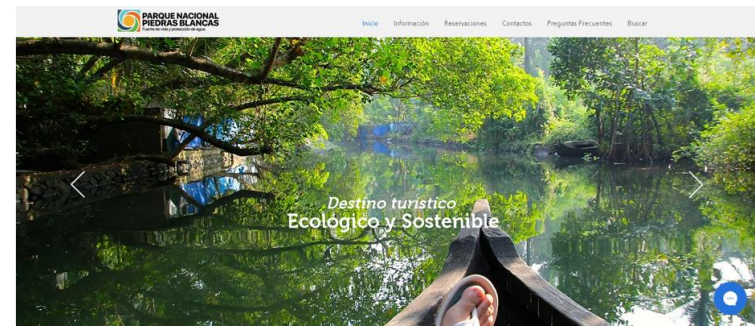 PARQUE NACIONAL
PIEDRAS BLANCAS
Fuente de vida y protección de agua
Inicio
Información
Reservaciones
Contactos
Preguntas Frecuentes
Buscar
Destino turístico
Ecológico y Sostenible